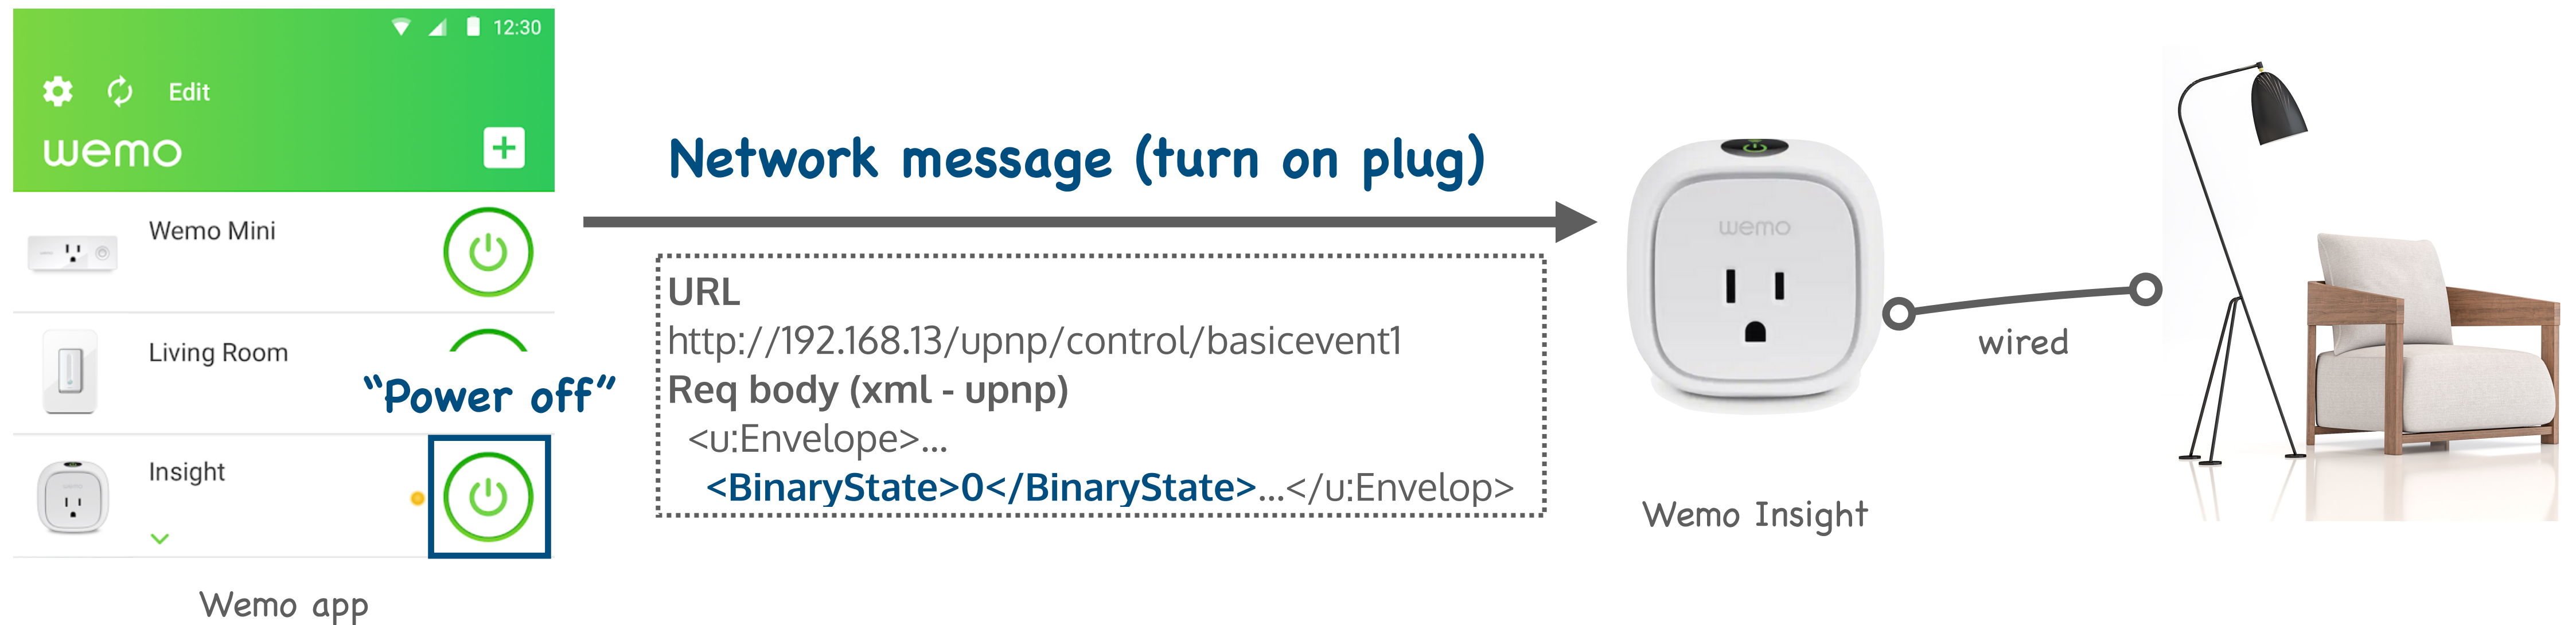 12:30
Edit
wemo
Wemo Mini
Living Room
“Power off”
Insight
Wemo app
Network message (turn on plug)
URL
http://192.168.13/upnp/control/basicevent1
Req body (xml - upnp)
<u:Envelope>...
<BinaryState>0</BinaryState>...</u:Envelop>
wemo
Wemo Insight
wired